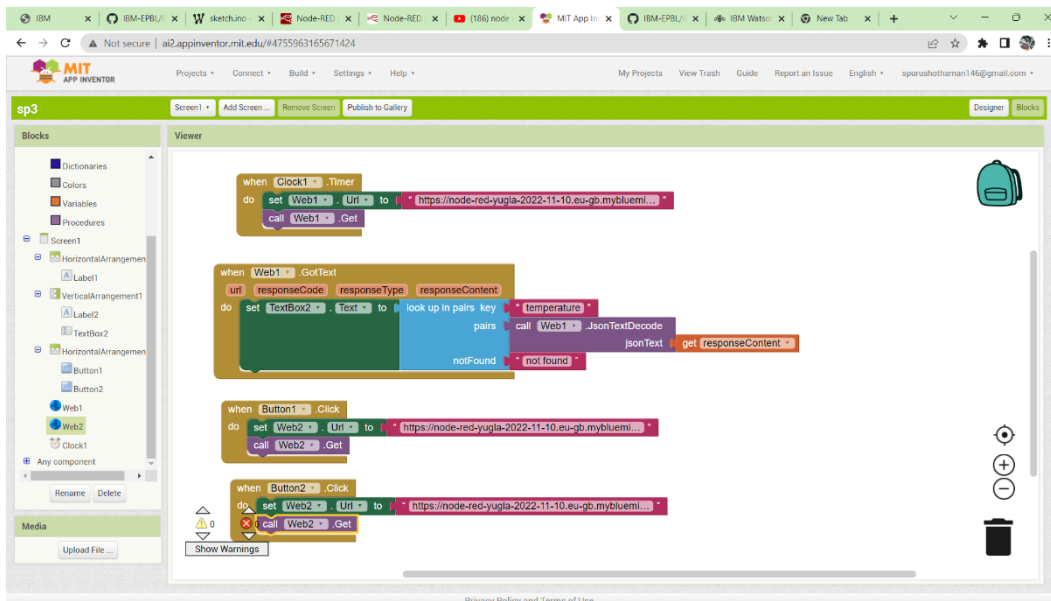 IBM
IBM-EPBL/I
sketch.ino -
Node-RED
Node-RED :
(186) node
MIT App In
IBM-EPBL/I
IBM Watso
New Tab
Not secure | ai2.appinventor.mit.edu/#4755963165671424
MIT
APP INVENTOR
Projects
Connect
Build
Settings
Help
My Projects
View Trash
Guide
Report an Issue
English
spurushothaman146@gmail.com
sp3
Screen1
Add Screen ...
Remove Screen
Publish to Gallery
Designer
Blocks
Blocks
Viewer
Dictionaries
Colors
Variables
Procedures
Screen1
HorizontalArrangemen
Label1
VerticalArrangement1
Label2
TextBox2
HorizontalArrangemen
Button1
Button2
Web1
Web2
Clock1
Any component
Rename
Delete
Media
Upload File ...
when Clock1 .Timer
do set Web1 . Url to " https://node-red-yugla-2022-11-10.eu-gb.mybluemi... "
call Web1 .Get
when Web1 .GotText
url responseCode responseType responseContent
do set TextBox2 . Text to look up in pairs key " temperature "
pairs call Web1 .JsonTextDecode
jsonText get responseContent
notFound " not found "
when Button1 .Click
do set Web2 . Url to " https://node-red-yugla-2022-11-10.eu-gb.mybluemi... "
call Web2 .Get
when Button2 .Click
do set Web2 . Url to " https://node-red-yugla-2022-11-10.eu-gb.mybluemi... "
call Web2 .Get
0
Show Warnings
Privacy Policy and Terms of Use